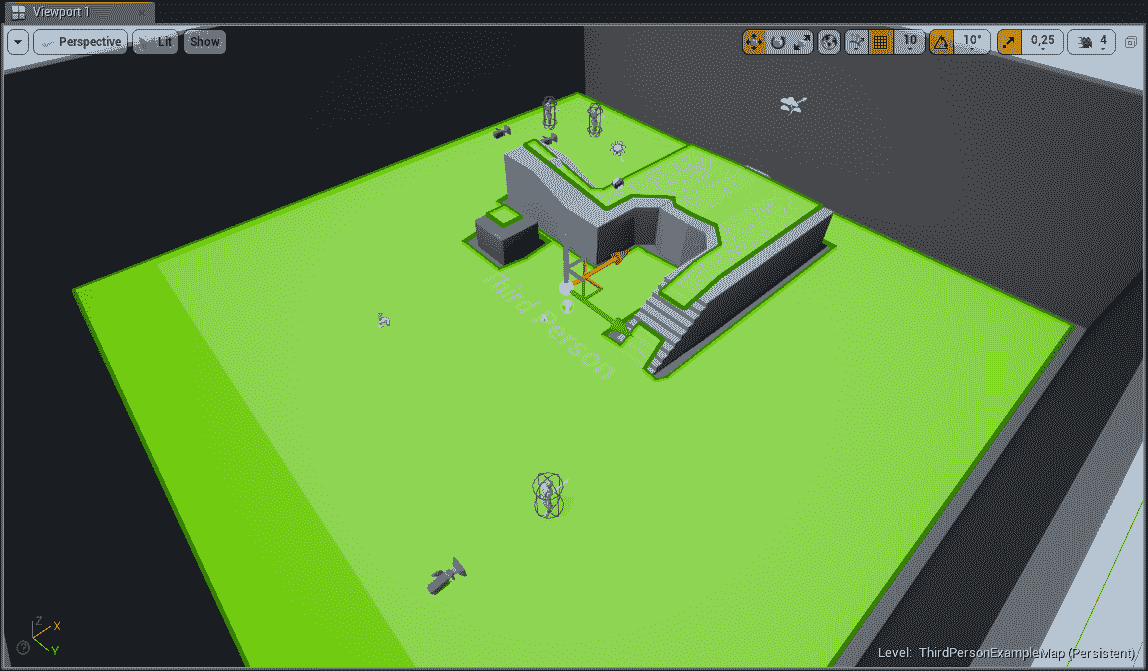 Viewport 1
Perspective
Lit
Show
10
10°
0,25
4
Third Person
Z
X
Y
Level: ThirdPersonExampleMap (Persistent)